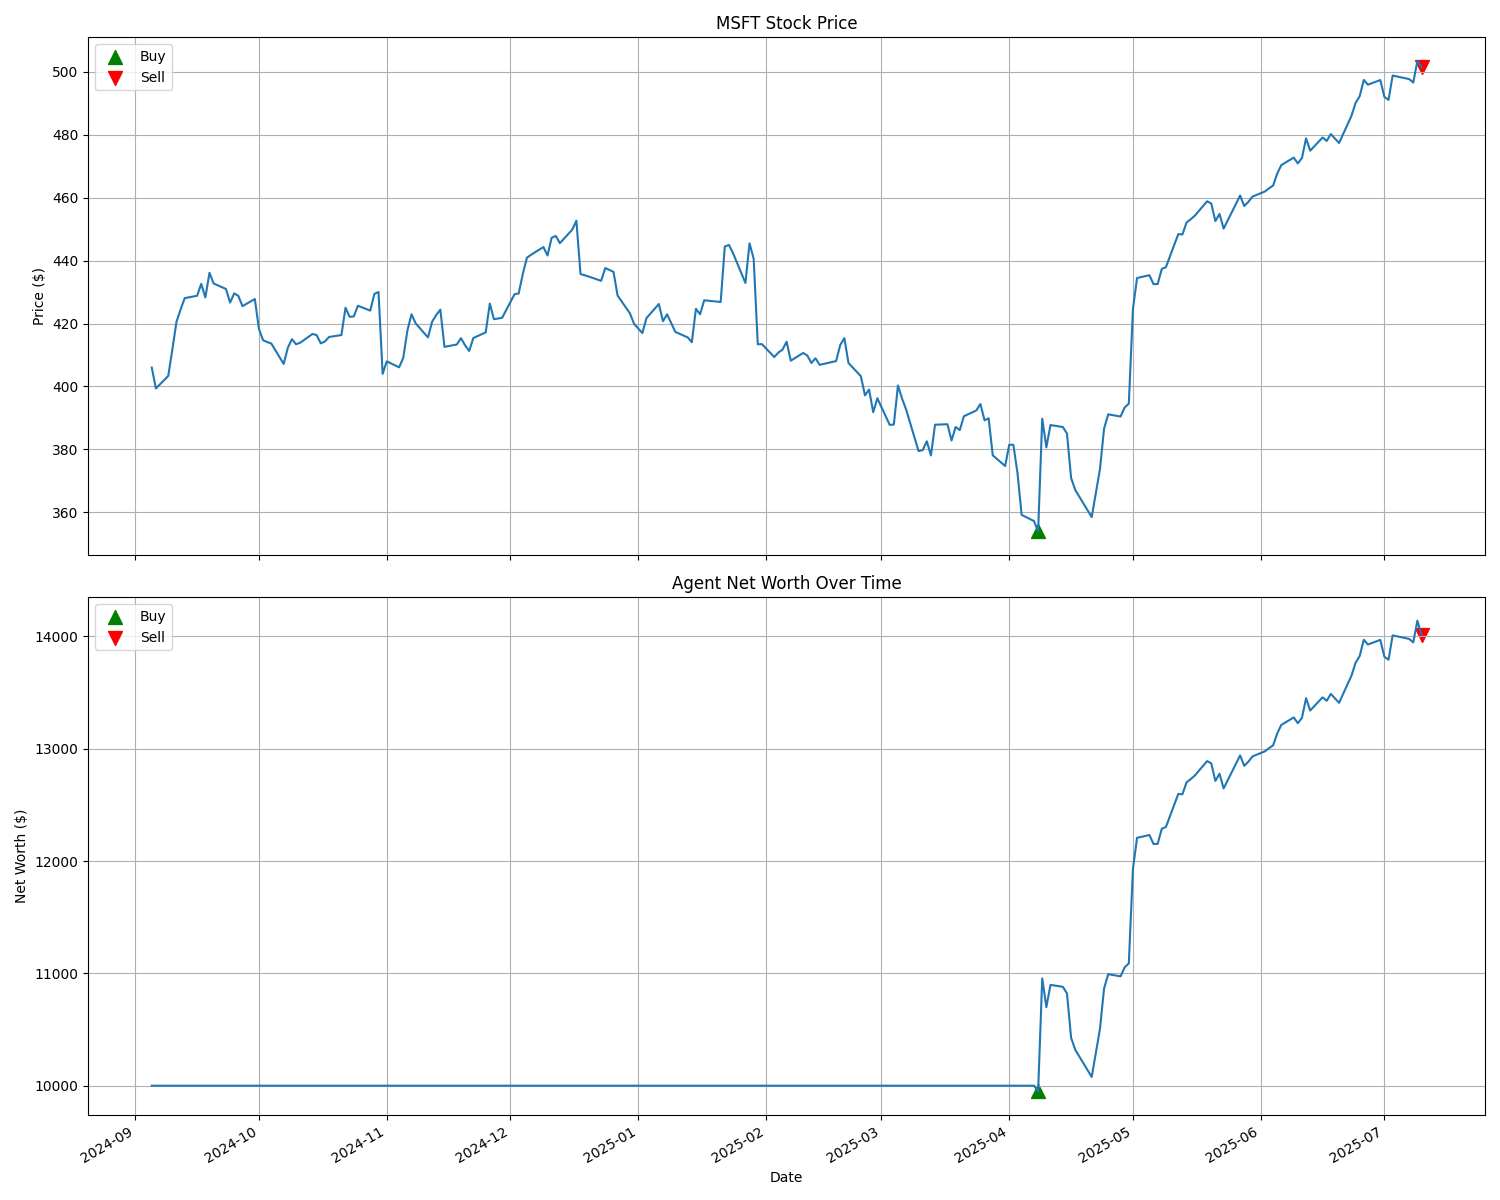 MSFT Stock Price
Buy
Sell
500
480
460
440
420
400
380
360
Price ($)
Agent Net Worth Over Time
Buy
Sell
14000
13000
12000
11000
10000
Net Worth ($)
2024-09
2024-10
2024-11
2024-12
2025-01
2025-02
2025-03
2025-04
2025-05
2025-06
2025-07
Date